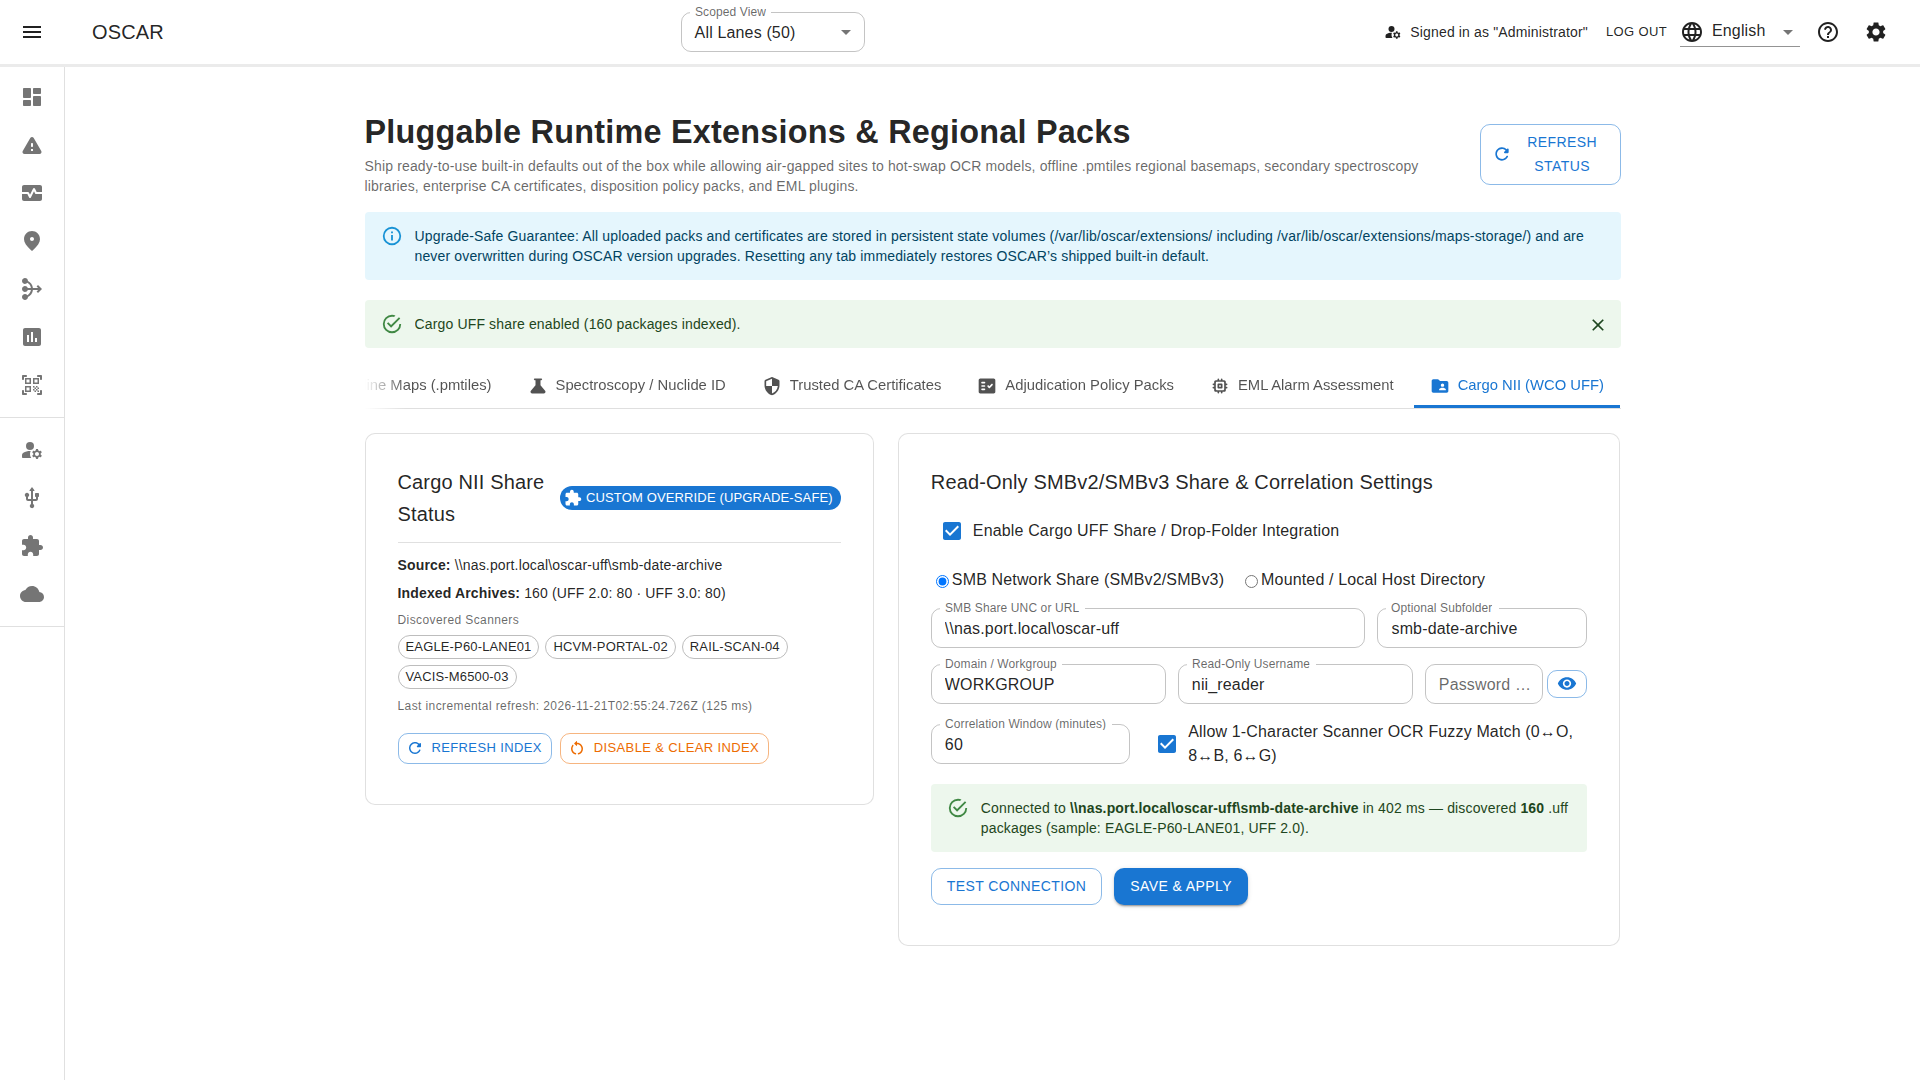 OSCAR
Scoped View
All Lanes (50)
Signed in as "Administrator"
LOG OUT
English
Pluggable Runtime Extensions & Regional Packs
Ship ready-to-use built-in defaults out of the box while allowing air-gapped sites to hot-swap OCR models, offline .pmtiles regional basemaps, secondary spectroscopy
libraries, enterprise CA certificates, disposition policy packs, and EML plugins.
REFRESH
STATUS
Upgrade-Safe Guarantee: All uploaded packs and certificates are stored in persistent state volumes (/var/lib/oscar/extensions/ including /var/lib/oscar/extensions/maps-storage/) and are
never overwritten during OSCAR version upgrades. Resetting any tab immediately restores OSCAR's shipped built-in default.
Cargo UFF share enabled (160 packages indexed).
ne Maps (.pmtiles)
Spectroscopy / Nuclide ID
Trusted CA Certificates
Adjudication Policy Packs
EML Alarm Assessment
Cargo NII (WCO UFF)
Cargo NII Share
Status
CUSTOM OVERRIDE (UPGRADE-SAFE)
Source: \\nas.port.local\oscar-uff\smb-date-archive
Indexed Archives: 160 (UFF 2.0: 80 · UFF 3.0: 80)
Discovered Scanners
EAGLE-P60-LANE01
HCVM-PORTAL-02
RAIL-SCAN-04
VACIS-M6500-03
Last incremental refresh: 2026-11-21T02:55:24.726Z (125 ms)
REFRESH INDEX
DISABLE & CLEAR INDEX
Read-Only SMBv2/SMBv3 Share & Correlation Settings
Enable Cargo UFF Share / Drop-Folder Integration
SMB Network Share (SMBv2/SMBv3)
Mounted / Local Host Directory
SMB Share UNC or URL
\\nas.port.local\oscar-uff
Optional Subfolder
smb-date-archive
Domain / Workgroup
WORKGROUP
Read-Only Username
nii_reader
Password …
Correlation Window (minutes)
60
Allow 1-Character Scanner OCR Fuzzy Match (0↔O,
8↔B, 6↔G)
Connected to \\nas.port.local\oscar-uff\smb-date-archive in 402 ms — discovered 160 .uff
packages (sample: EAGLE-P60-LANE01, UFF 2.0).
TEST CONNECTION
SAVE & APPLY